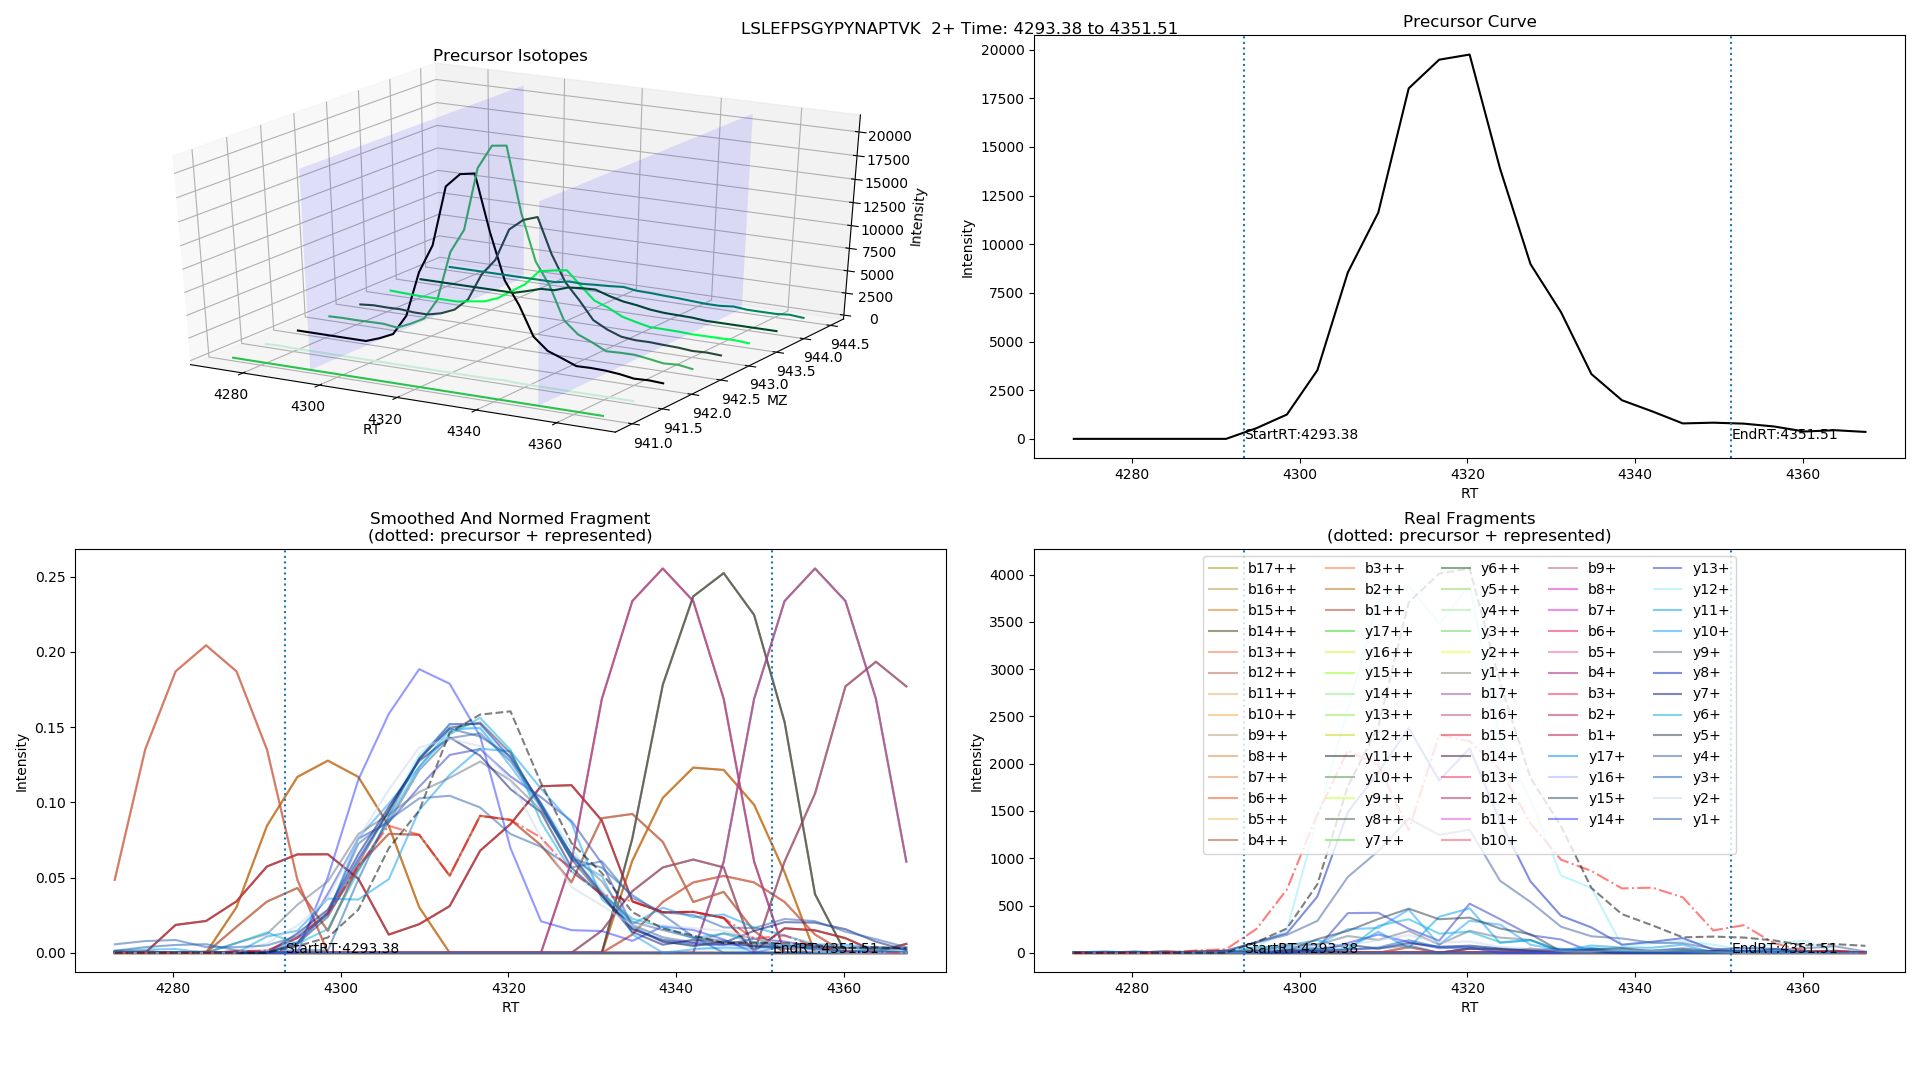 LSLEFPSGYPYNAPTVK  2+ Time: 4293.38 to 4351.51
Precursor Isotopes
20000
17500
15000
12500
10000
7500
5000
2500
0
Intensity
4280
4300
4320
4340
4360
RT
941.0
941.5
942.0
942.5
943.0
943.5
944.0
944.5
MZ
Precursor Curve
20000
17500
15000
12500
10000
7500
5000
2500
0
Intensity
StartRT:4293.38
EndRT:4351.51
4280 4300 4320 4340 4360
RT
Smoothed And Normed Fragment
(dotted: precursor + represented)
0.25
0.20
0.15
0.10
0.05
0.00
Intensity
StartRT:4293.38
EndRT:4351.51
4280 4300 4320 4340 4360
RT
Real Fragments
(dotted: precursor + represented)
4000
3500
3000
2500
2000
1500
1000
500
0
Intensity
b17++ b3++ y6++ b9+ y13+
b16++ b2++ y5++ b8+ y12+
b15++ b1++ y4++ b7+ y11+
b14++ y17++ y3++ b6+ y10+
b13++ y16++ y2++ b5+ y9+
b12++ y15++ y1++ b4+ y8+
b11++ y14++ b17+ b3+ y7+
b10++ y13++ b16+ b2+ y6+
b9++ y12++ b15+ b1+ y5+
b8++ y11++ b14+ y17+ y4+
b7++ y10++ b13+ y16+ y3+
b6++ y9++ b12+ y15+ y2+
b5++ y8++ b11+ y14+ y1+
b4++ y7++ b10+
StartRT:4293.38
EndRT:4351.51
4280 4300 4320 4340 4360
RT